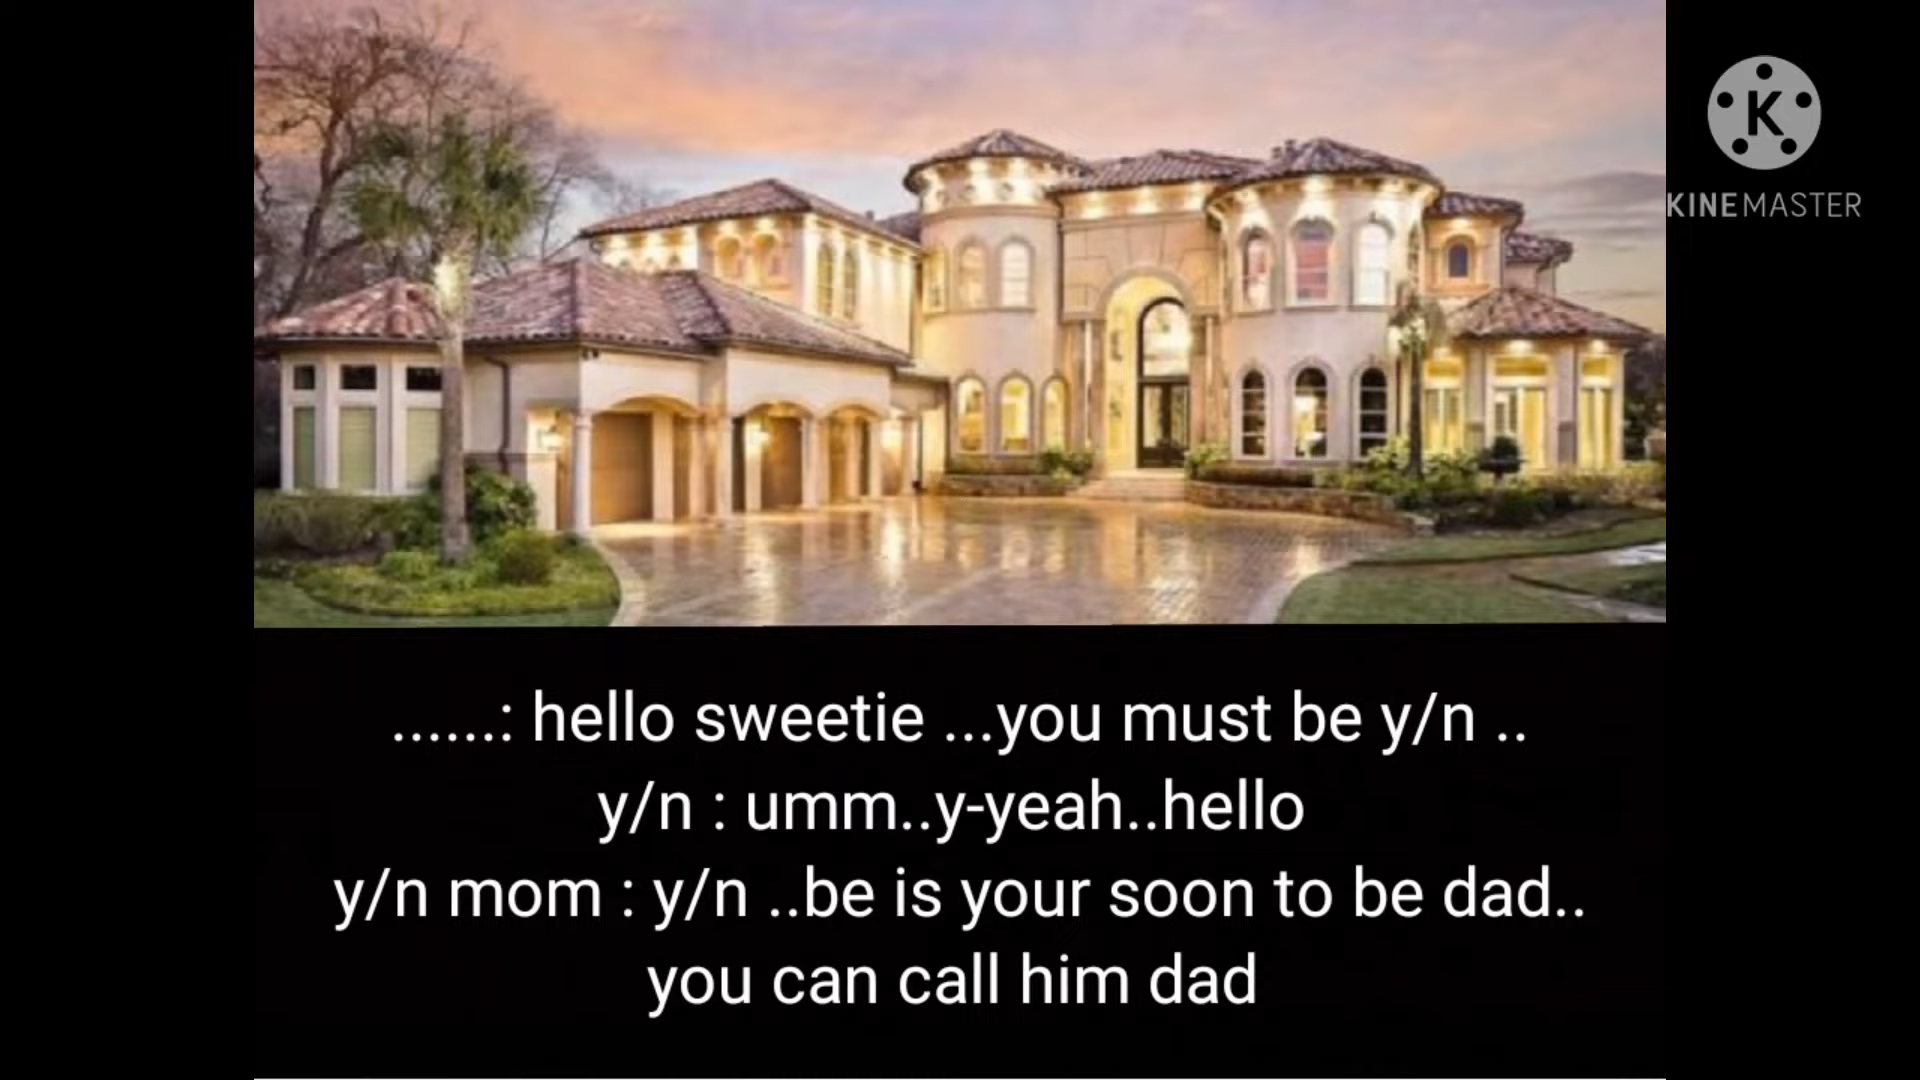 K
KINEMASTER
......: hello sweetie ...you must be y/n ..
y/n : umm..y-yeah..hello
y/n mom : y/n ..be is your soon to be dad..
you can call him dad